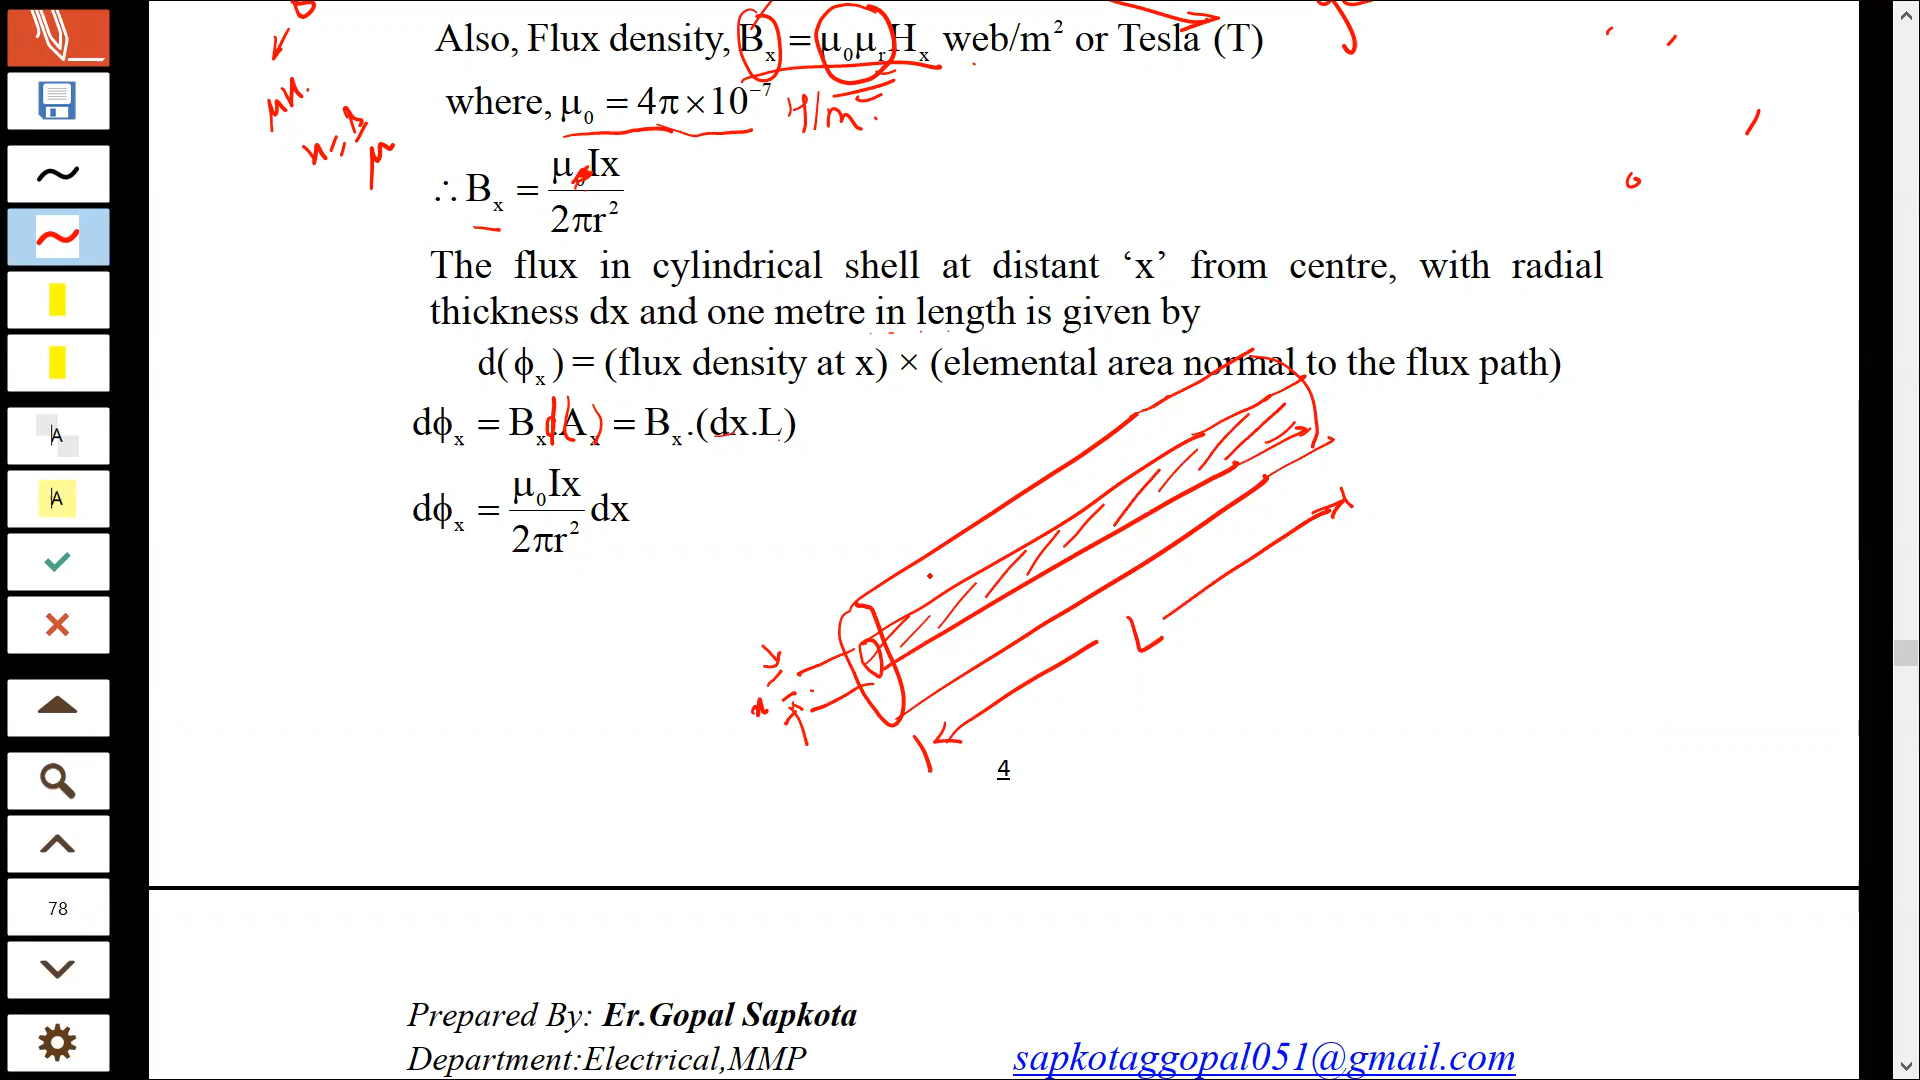 Also, Flux density, Bₓ = μ₀μᵣHₓ web/m² or Tesla (T)
where, μ₀ = 4π×10⁻⁷ H/m.
μH.
∴ Bₓ = μ₀Ix / 2πr²
The flux in cylindrical shell at distant ‘x’ from centre, with radial
thickness dx and one metre in length is given by
d(ϕₓ) = (flux density at x) × (elemental area normal to the flux path)
dϕₓ = Bₓ.d(Aₓ) = Bₓ.(dx.L)
dϕₓ = μ₀Ix / 2πr² dx
L
x
4
78
Prepared By: Er.Gopal Sapkota
Department:Electrical,MMP
sapkotaggopal051@gmail.com